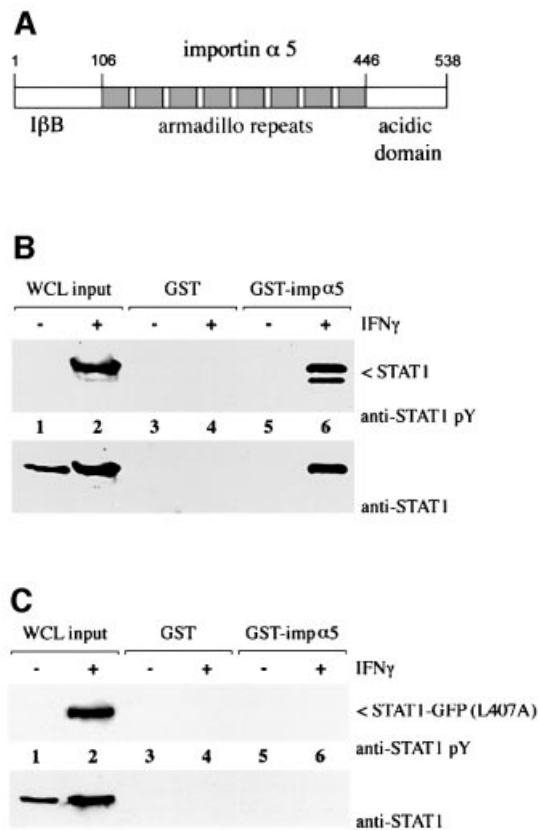 A
importin α 5
1 106 446 538
IβB armadillo repeats acidic domain
B
WCL input GST GST-impα5
- + - + - + IFNγ
< STAT1
anti-STAT1 pY
1 2 3 4 5 6
anti-STAT1
C
WCL input GST GST-impα5
- + - + - + IFNγ
< STAT1-GFP (L407A)
1 2 3 4 5 6 anti-STAT1 pY
anti-STAT1